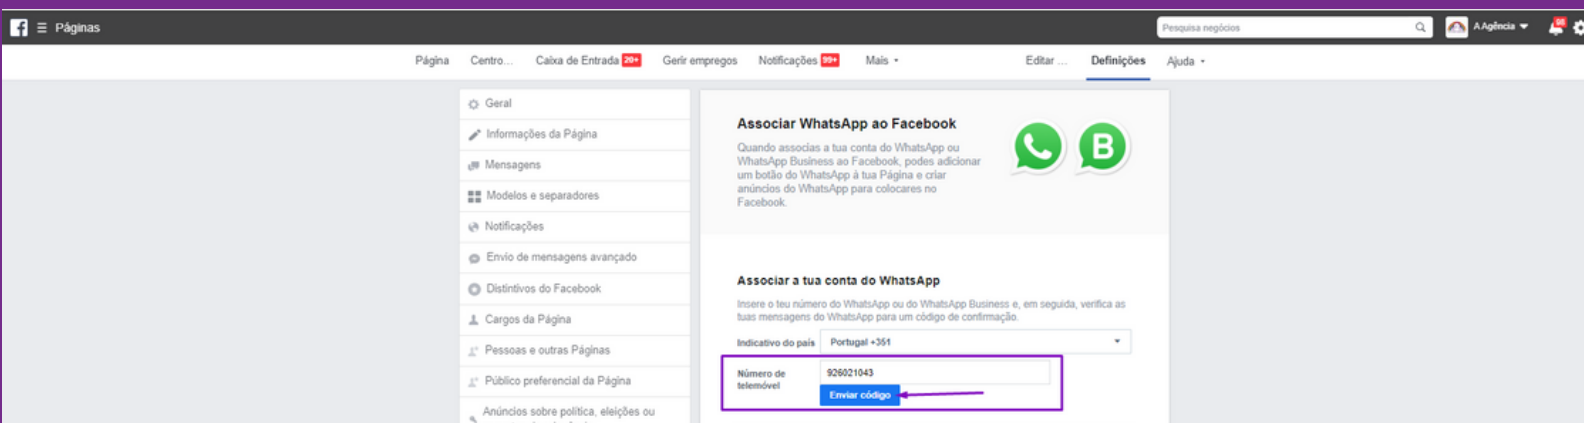 Páginas
Pesquisa negócios
A Agência
98
Página Centro... Caixa de Entrada 20+ Gerir empregos Notificações 99+ Mais Editar ... Definições Ajuda
Geral
Informações da Página
Mensagens
Modelos e separadores
Notificações
Envio de mensagens avançado
Distintivos do Facebook
Cargos da Página
Pessoas e outras Páginas
Público preferencial da Página
Anúncios sobre política, eleições ou
Associar WhatsApp ao Facebook
Quando associas a tua conta do WhatsApp ou
WhatsApp Business ao Facebook, podes adicionar
um botão do WhatsApp à tua Página e criar
anúncios do WhatsApp para colocares no
Facebook.
B
Associar a tua conta do WhatsApp
Insere o teu número do WhatsApp ou do WhatsApp Business e, em seguida, verifica as
tuas mensagens do WhatsApp para um código de confirmação.
Indicativo do país Portugal +351
Número de
telemóvel
926021043
Enviar código